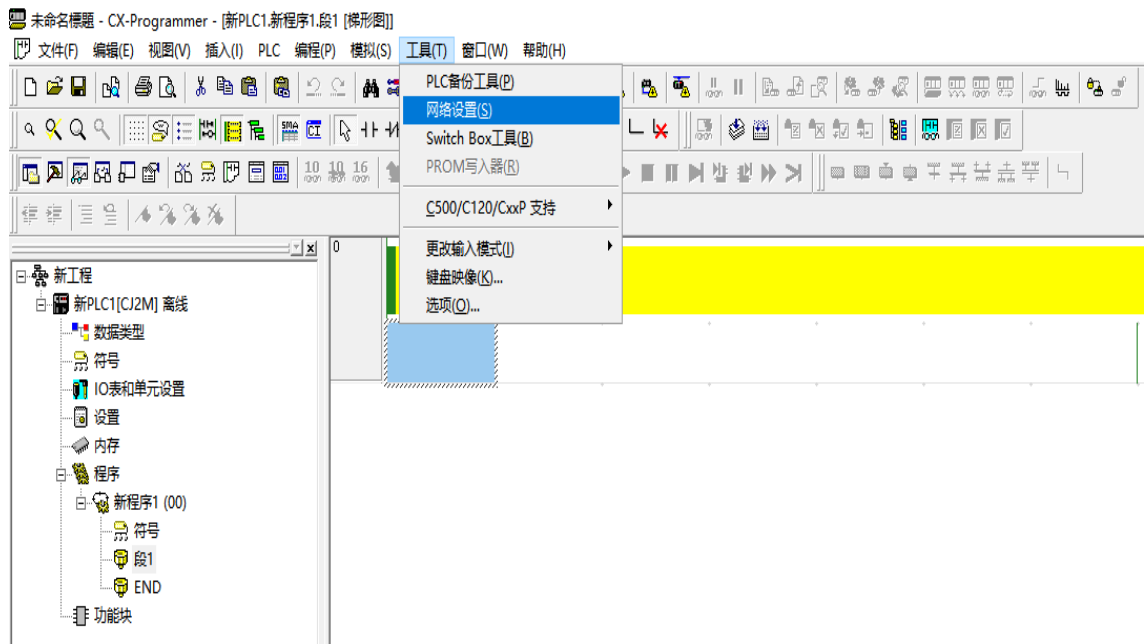 未命名標題 - CX-Programmer - [新PLC1.新程序1.段1 [梯形图]]
文件(F) 编辑(E) 视图(V) 插入(I) PLC 编程(P) 模拟(S) 工具(T) 窗口(W) 帮助(H)
PLC备份工具(P)
网络设置(S)
Switch Box工具(B)
PROM写入器(R)
C500/C120/CxxP 支持
更改输入模式(I)
键盘映像(K)...
选项(O)...
SMA
CI
10 10 16
0
新工程
新PLC1[CJ2M] 离线
数据类型
符号
IO表和单元设置
设置
内存
程序
新程序1 (00)
符号
段1
END
功能块